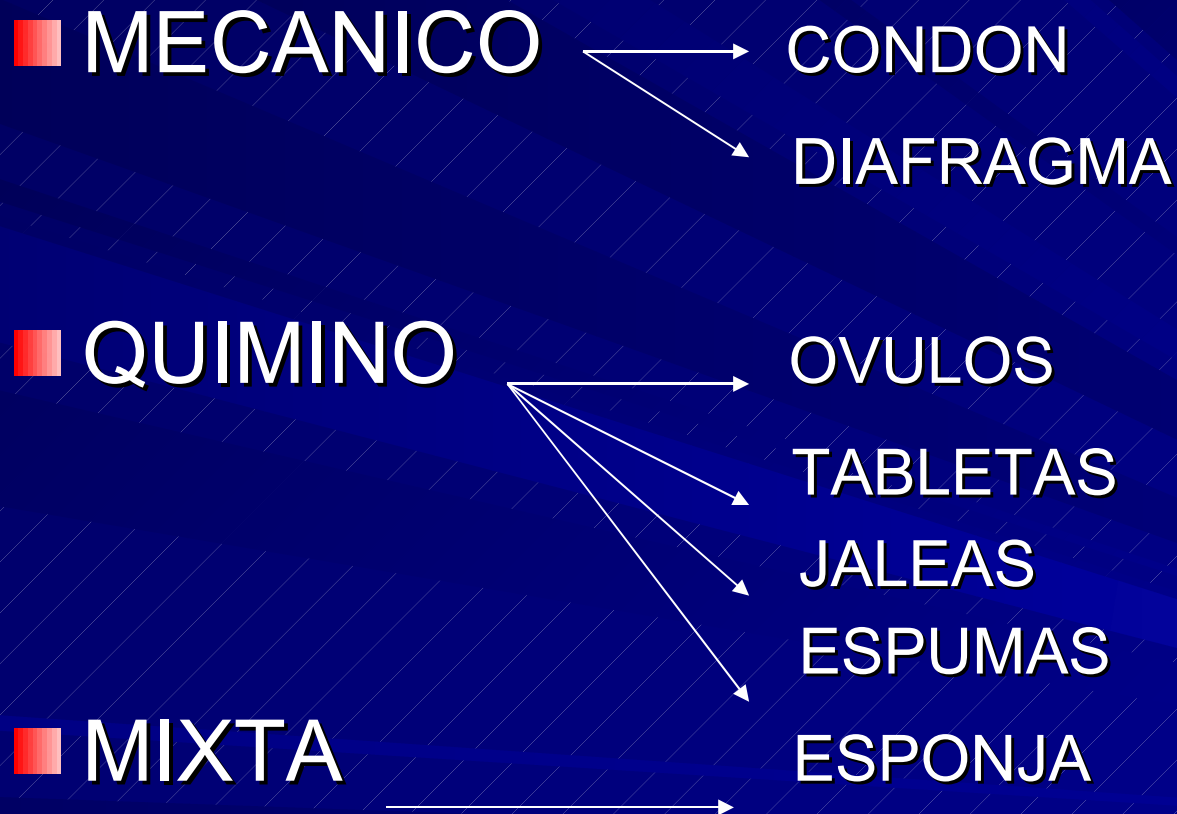 MECANICO
CONDON
DIAFRAGMA
QUIMINO
OVULOS
TABLETAS
JALEAS
ESPUMAS
MIXTA
ESPONJA